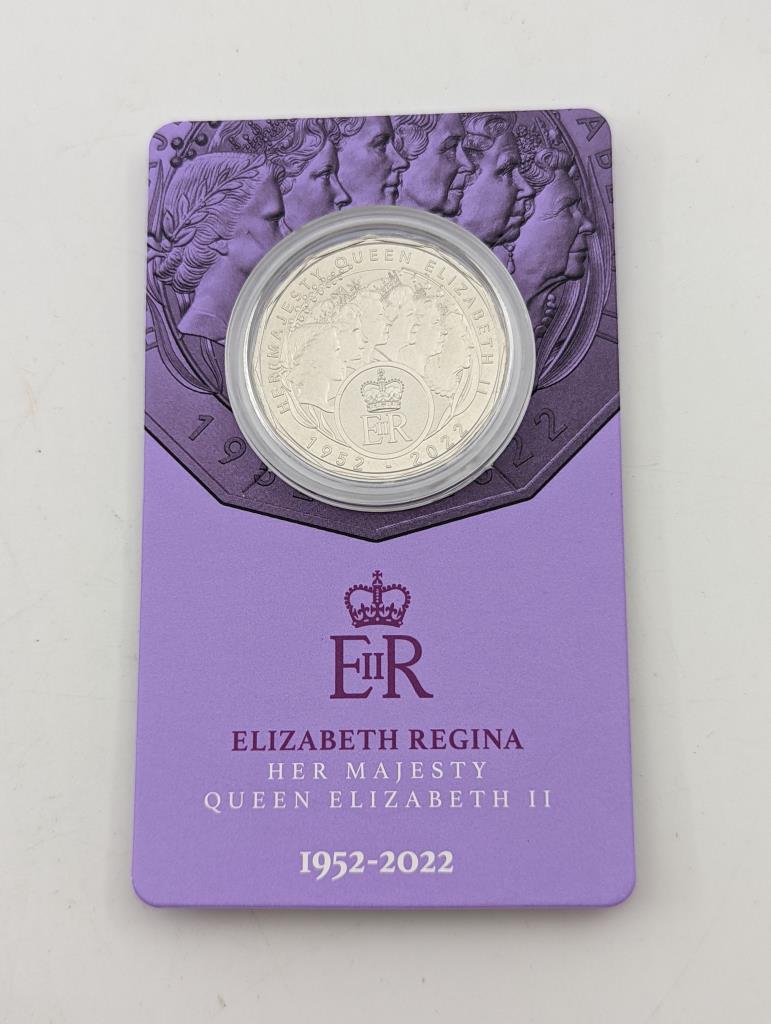 HER MAJESTY QUEEN ELIZABETH II
EIIR
1952 - 2022
EIIR
ELIZABETH REGINA
HER MAJESTY
QUEEN ELIZABETH II
1952-2022